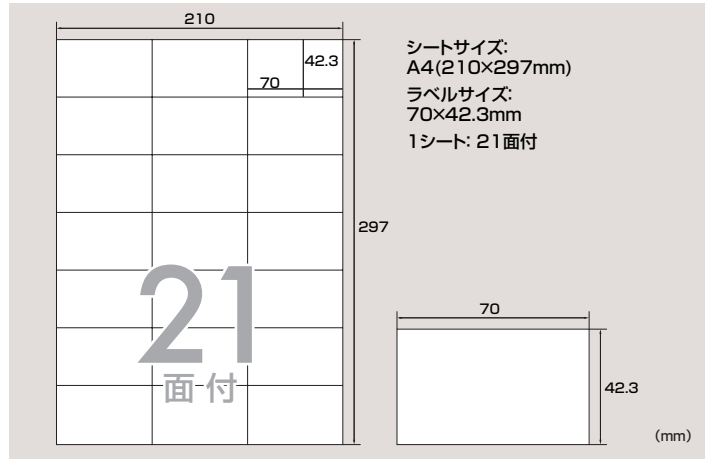 210
42.3
70
297
21
面付
シートサイズ:
A4(210×297mm)
ラベルサイズ:
70×42.3mm
1シート: 21面付
70
42.3
(mm)